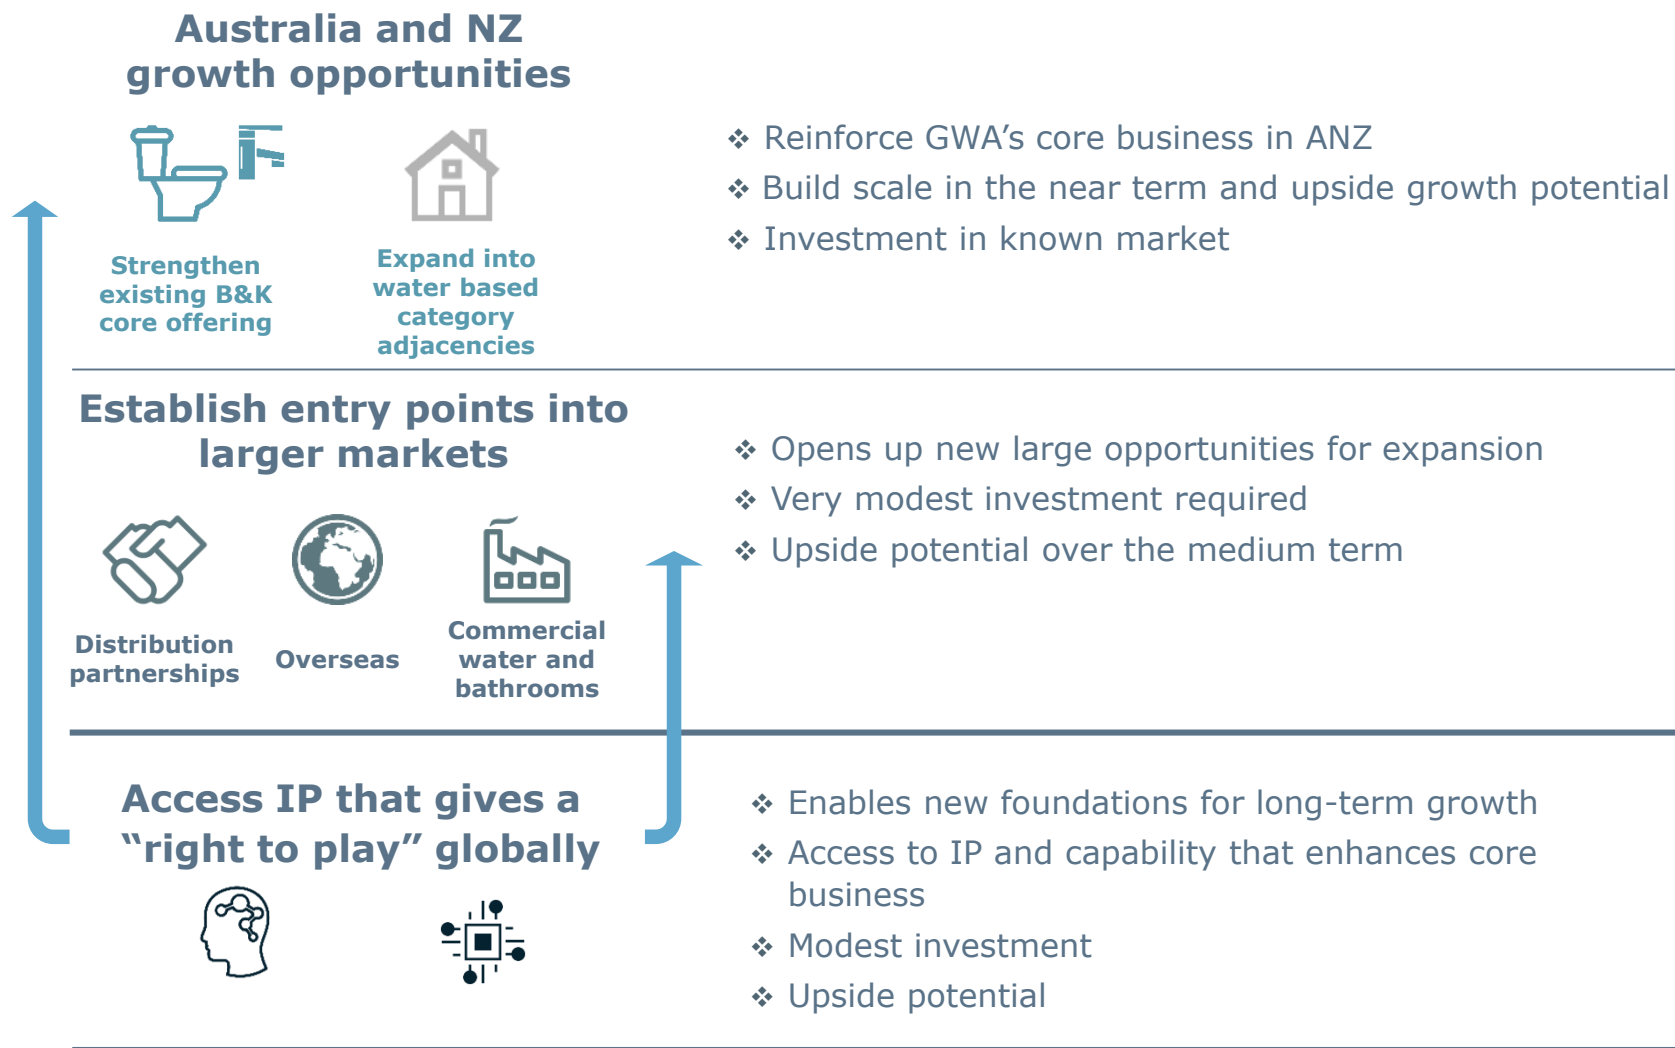 Australia and NZ
growth opportunities
Strengthen
existing B&K
core offering
Expand into
water based
category
adjacencies
❖ Reinforce GWA’s core business in ANZ
❖ Build scale in the near term and upside growth potential
❖ Investment in known market
Establish entry points into
larger markets
Distribution
partnerships
Overseas
Commercial
water and
bathrooms
❖ Opens up new large opportunities for expansion
❖ Very modest investment required
❖ Upside potential over the medium term
Access IP that gives a
“right to play” globally
❖ Enables new foundations for long-term growth
❖ Access to IP and capability that enhances core
business
❖ Modest investment
❖ Upside potential